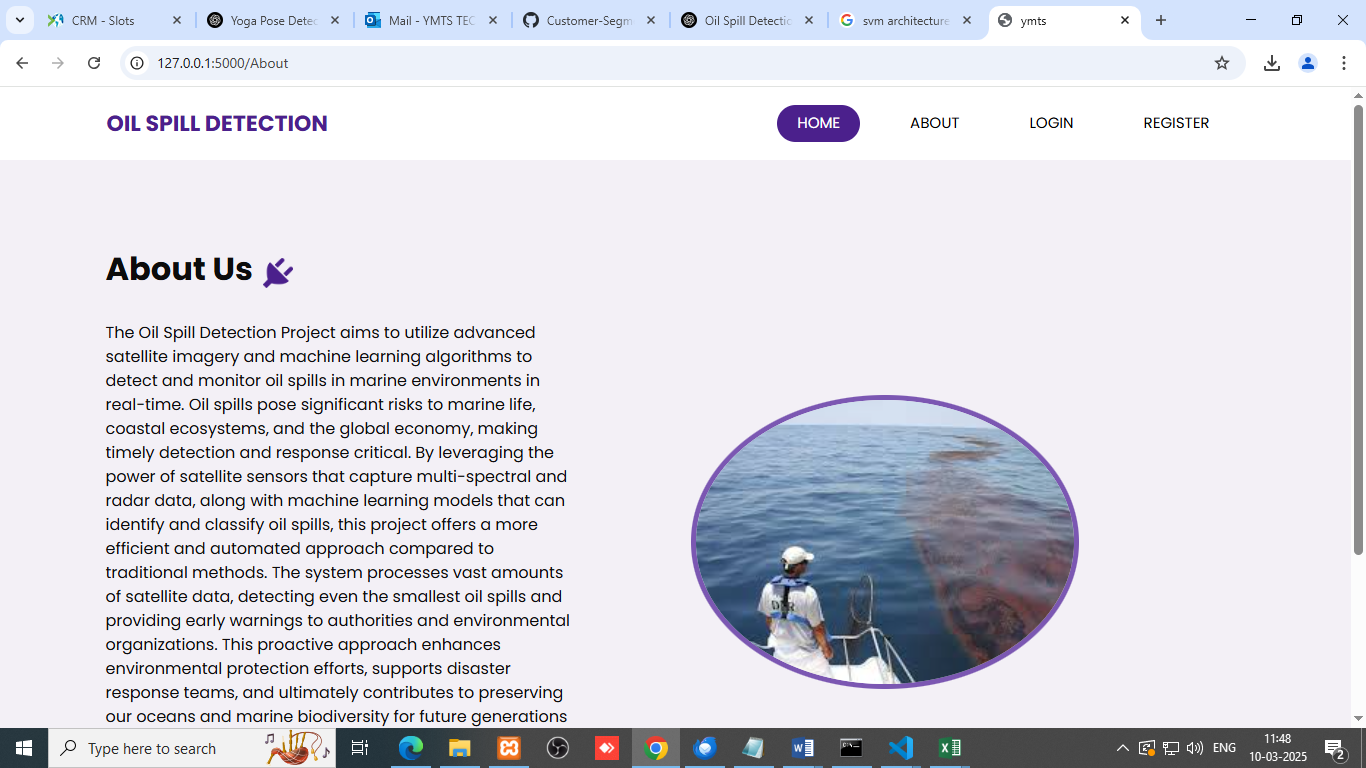 CRM - Slots
Yoga Pose Detec
Mail - YMTS TEC
Customer-Segm
Oil Spill Detectic
svm architecture
ymts
127.0.0.1:5000/About
OIL SPILL DETECTION
HOME
ABOUT
LOGIN
REGISTER
About Us
The Oil Spill Detection Project aims to utilize advanced
satellite imagery and machine learning algorithms to
detect and monitor oil spills in marine environments in
real-time. Oil spills pose significant risks to marine life,
coastal ecosystems, and the global economy, making
timely detection and response critical. By leveraging the
power of satellite sensors that capture multi-spectral and
radar data, along with machine learning models that can
identify and classify oil spills, this project offers a more
efficient and automated approach compared to
traditional methods. The system processes vast amounts
of satellite data, detecting even the smallest oil spills and
providing early warnings to authorities and environmental
organizations. This proactive approach enhances
environmental protection efforts, supports disaster
response teams, and ultimately contributes to preserving
our oceans and marine biodiversity for future generations
Type here to search
ENG
11:48
10-03-2025
2